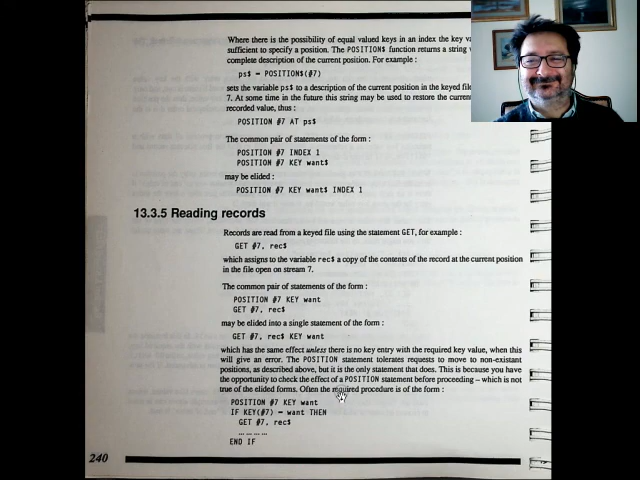 Where there is the possibility of equal valued keys in an index the key va
sufficient to specify a position. The POSITION$ function returns a string
complete description of the current position. For example :
ps$ = POSITION$(#7)
sets the variable ps$ to a description of the current position in the keyed file
7. At some time in the future this string may be used to restore the current
recorded value, thus :
POSITION #7 AT ps$
The common pair of statements of the form :
POSITION #7 INDEX 1
POSITION #7 KEY want$
may be elided :
POSITION #7 KEY want$ INDEX 1
13.3.5 Reading records
Records are read from a keyed file using the statement GET, for example :
GET #7, rec$
which assigns to the variable rec$ a copy of the contents of the record at the current position
in the file open on stream 7.
The common pair of statements of the form :
POSITION #7 KEY want
GET #7, rec$
may be elided into a single statement of the form :
GET #7, rec$ KEY want
which has the same effect unless there is no key entry with the required key value, when this
will give an error. The POSITION statement tolerates requests to move to non-existant
positions, as described above, but it is the only statement that does. This is because you have
the opportunity to check the effect of a POSITION statement before proceeding – which is not
true of the elided forms. Often the required procedure is of the form :
POSITION #7 KEY want
IF KEY(#7) = want THEN
GET #7, rec$
... ... ... ...
END IF
240